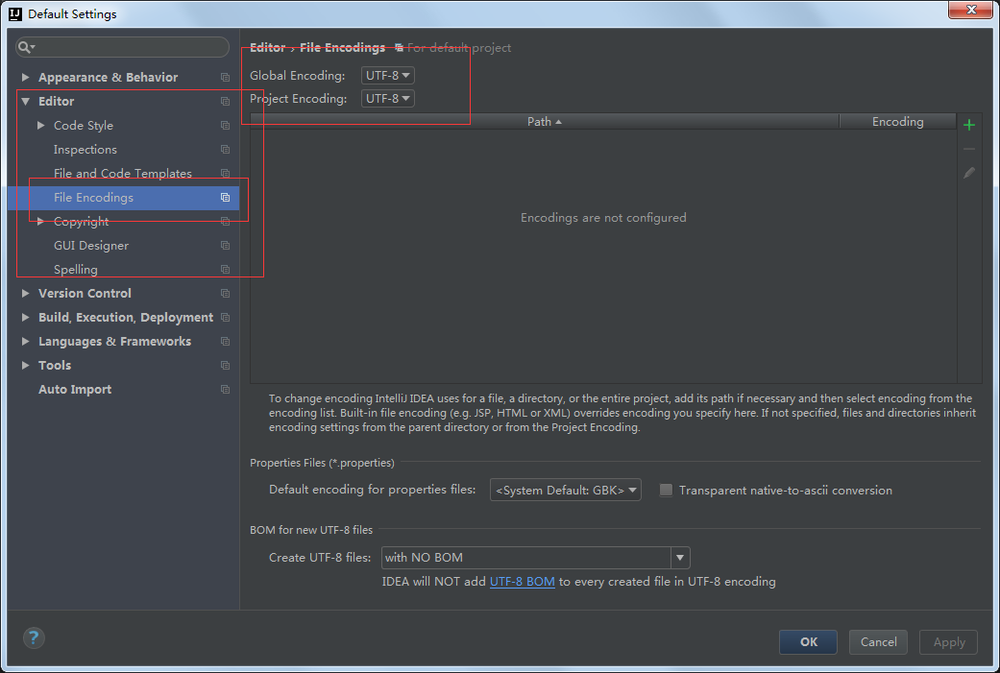 Default Settings
Appearance & Behavior
Editor
Code Style
Inspections
File and Code Templates
File Encodings
Copyright
GUI Designer
Spelling
Version Control
Build, Execution, Deployment
Languages & Frameworks
Tools
Auto Import
Editor › File Encodings For default project
Global Encoding: UTF-8
Project Encoding: UTF-8
Path Encoding
Encodings are not configured
To change encoding IntelliJ IDEA uses for a file, a directory, or the entire project, add its path if necessary and then select encoding from the
encoding list. Built-in file encoding (e.g. JSP, HTML or XML) overrides encoding you specify here. If not specified, files and directories inherit
encoding settings from the parent directory or from the Project Encoding.
Properties Files (*.properties)
Default encoding for properties files: <System Default: GBK> Transparent native-to-ascii conversion
BOM for new UTF-8 files
Create UTF-8 files: with NO BOM
IDEA will NOT add UTF-8 BOM to every created file in UTF-8 encoding
? OK Cancel Apply